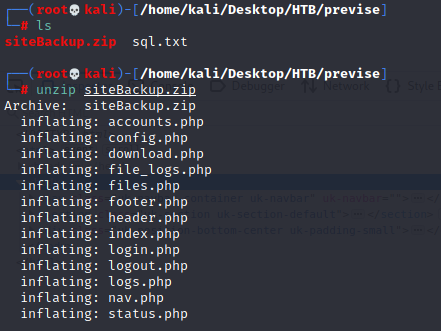 ┌──(root💀kali)-[/home/kali/Desktop/HTB/previse]
└─# ls
siteBackup.zip  sql.txt
┌──(root💀kali)-[/home/kali/Desktop/HTB/previse]
└─# unzip siteBackup.zip
Archive:  siteBackup.zip
  inflating: accounts.php
  inflating: config.php
  inflating: download.php
  inflating: file_logs.php
  inflating: files.php
  inflating: footer.php
  inflating: header.php
  inflating: index.php
  inflating: login.php
  inflating: logout.php
  inflating: logs.php
  inflating: nav.php
  inflating: status.php